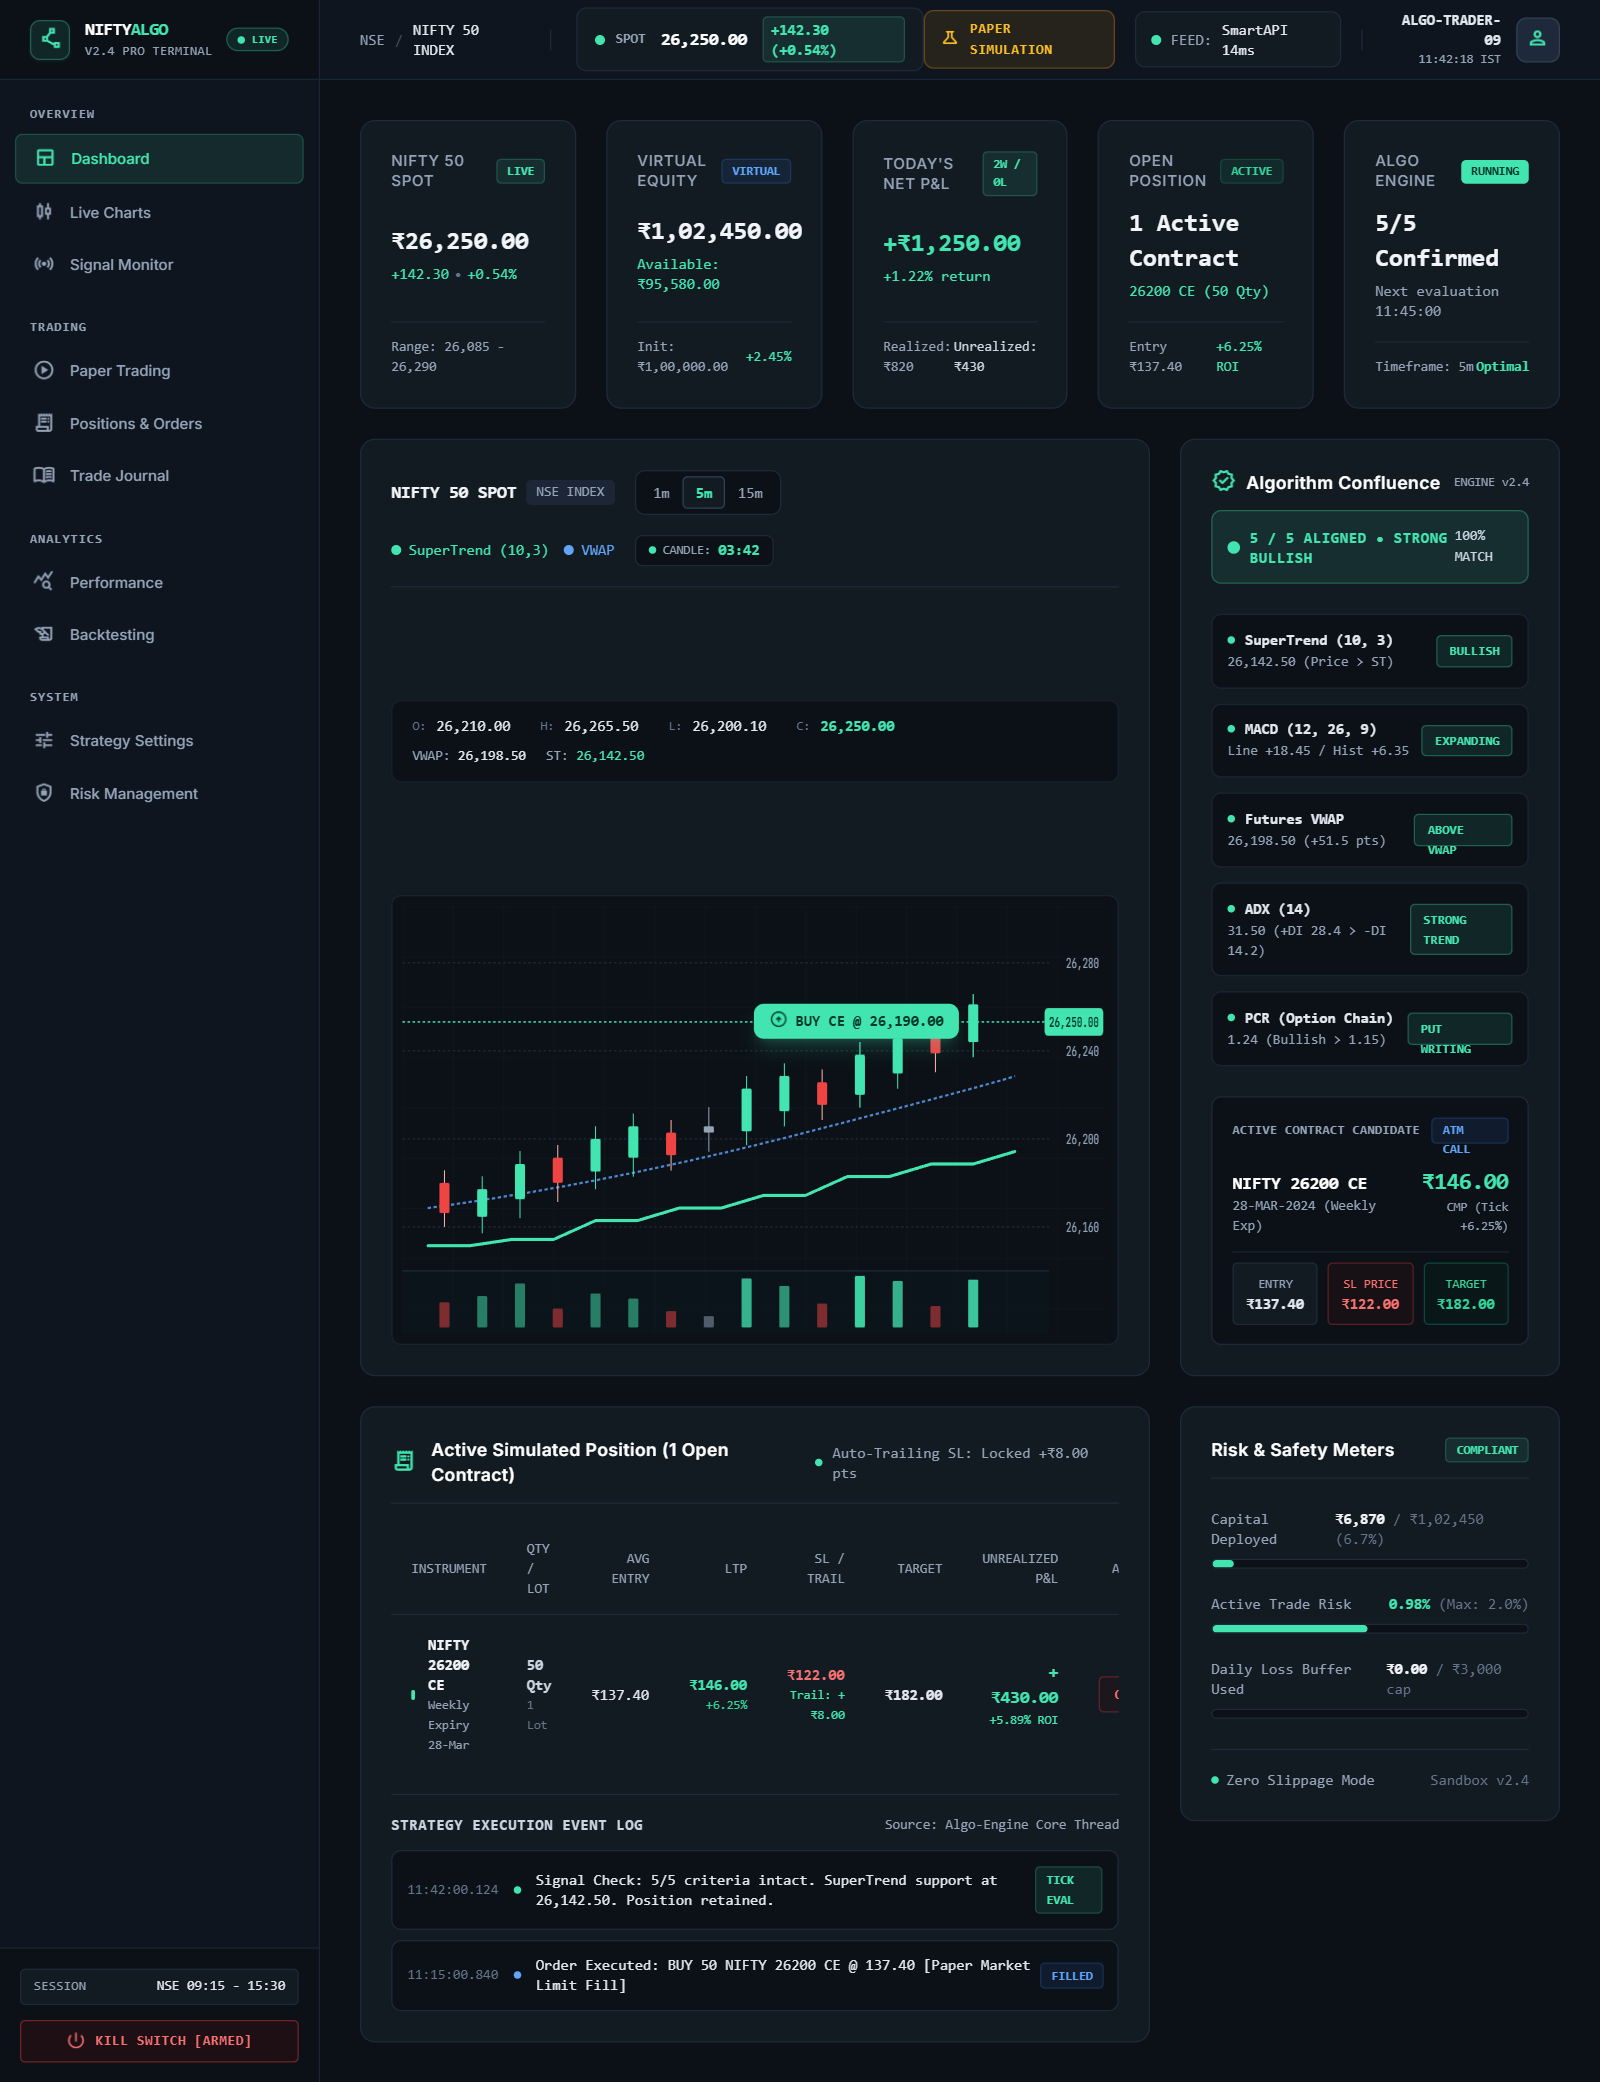 NIFTYALGO
V2.4 PRO TERMINAL
LIVE
NSE / NIFTY 50 INDEX
SPOT 26,250.00 +142.30 (+0.54%)
PAPER SIMULATION
FEED: SmartAPI 14ms
ALGO-TRADER-09
11:42:18 IST
OVERVIEW
Dashboard
Live Charts
Signal Monitor
TRADING
Paper Trading
Positions & Orders
Trade Journal
ANALYTICS
Performance
Backtesting
SYSTEM
Strategy Settings
Risk Management
SESSION NSE 09:15 - 15:30
KILL SWITCH [ARMED]
NIFTY 50 SPOT
LIVE
₹26,250.00
+142.30 • +0.54%
Range: 26,085 - 26,290
VIRTUAL EQUITY
VIRTUAL
₹1,02,450.00
Available: ₹95,580.00
Init: ₹1,00,000.00
+2.45%
TODAY'S NET P&L
2W / 0L
+₹1,250.00
+1.22% return
Realized: ₹820
Unrealized: ₹430
OPEN POSITION
ACTIVE
1 Active Contract
26200 CE (50 Qty)
Entry ₹137.40
+6.25% ROI
ALGO ENGINE
RUNNING
5/5 Confirmed
Next evaluation 11:45:00
Timeframe: 5m
Optimal
NIFTY 50 SPOT
NSE INDEX
1m 5m 15m
SuperTrend (10,3)
VWAP
CANDLE: 03:42
O: 26,210.00 H: 26,265.50 L: 26,200.10 C: 26,250.00
VWAP: 26,198.50 ST: 26,142.50
26,280
BUY CE @ 26,190.00
26,250.00
26,240
26,200
26,160
Algorithm Confluence
ENGINE v2.4
5 / 5 ALIGNED • STRONG BULLISH
100% MATCH
SuperTrend (10, 3)
26,142.50 (Price > ST)
BULLISH
MACD (12, 26, 9)
Line +18.45 / Hist +6.35
EXPANDING
Futures VWAP
26,198.50 (+51.5 pts)
ABOVE VWAP
ADX (14)
31.50 (+DI 28.4 > -DI 14.2)
STRONG TREND
PCR (Option Chain)
1.24 (Bullish > 1.15)
PUT WRITING
ACTIVE CONTRACT CANDIDATE
ATM CALL
NIFTY 26200 CE
28-MAR-2024 (Weekly Exp)
₹146.00
CMP (Tick +6.25%)
ENTRY
₹137.40
SL PRICE
₹122.00
TARGET
₹182.00
Active Simulated Position (1 Open Contract)
Auto-Trailing SL: Locked +₹8.00 pts
INSTRUMENT
QTY / LOT
AVG ENTRY
LTP
SL / TRAIL
TARGET
UNREALIZED P&L
A
NIFTY 26200 CE
Weekly Expiry 28-Mar
50 Qty
1 Lot
₹137.40
₹146.00
+6.25%
₹122.00
Trail: +₹8.00
₹182.00
+₹430.00
+5.89% ROI
STRATEGY EXECUTION EVENT LOG
Source: Algo-Engine Core Thread
11:42:00.124
Signal Check: 5/5 criteria intact. SuperTrend support at 26,142.50. Position retained.
TICK EVAL
11:15:00.840
Order Executed: BUY 50 NIFTY 26200 CE @ 137.40 [Paper Market Limit Fill]
FILLED
Risk & Safety Meters
COMPLIANT
Capital Deployed
₹6,870 / ₹1,02,450 (6.7%)
Active Trade Risk
0.98% (Max: 2.0%)
Daily Loss Buffer Used
₹0.00 / ₹3,000 cap
Zero Slippage Mode
Sandbox v2.4